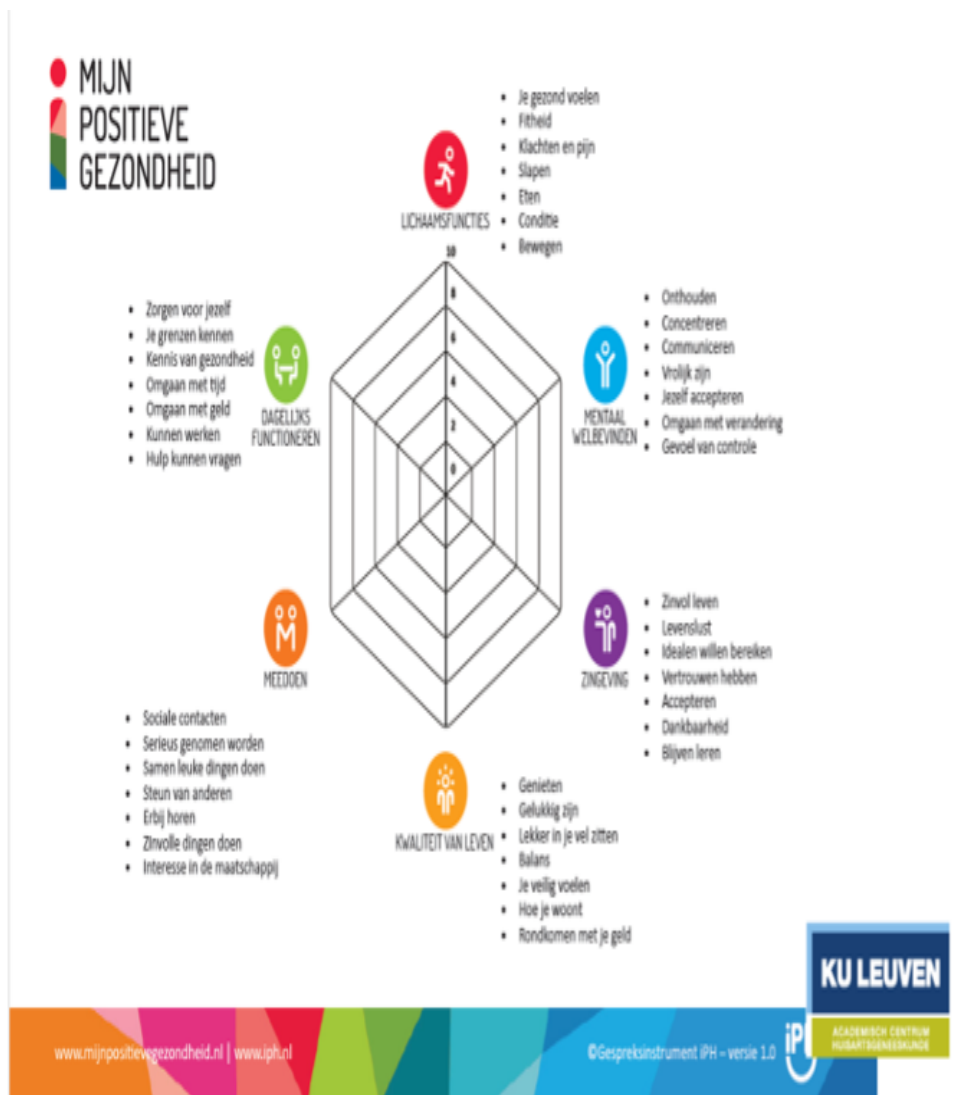 MIJN
POSITIEVE
GEZONDHEID
• Je gezond voelen
• Fitheid
• Klachten en pijn
• Slapen
• Eten
• Conditie
• Bewegen
LICHAAMSFUNCTIES
10
8
6
4
2
0
• Onthouden
• Concentreren
• Communiceren
• Vrolijk zijn
• Jezelf accepteren
• Omgaan met verandering
• Gevoel van controle
MENTAAL
WELBEVINDEN
• Zorgen voor jezelf
• Je grenzen kennen
• Kennis van gezondheid
• Omgaan met tijd
• Omgaan met geld
• Kunnen werken
• Hulp kunnen vragen
DAGELIJKS
FUNCTIONEREN
• Zinvol leven
• Levenslust
• Idealen willen bereiken
• Vertrouwen hebben
• Accepteren
• Dankbaarheid
• Blijven leren
ZINGEVING
MEEDOEN
• Sociale contacten
• Serieus genomen worden
• Samen leuke dingen doen
• Steun van anderen
• Erbij horen
• ZInvolle dingen doen
• Interesse in de maatschappij
KWALITEIT VAN LEVEN
• Genieten
• Gelukkig zijn
• Lekker in je vel zitten
• Balans
• Je veilig voelen
• Hoe je woont
• Rondkomen met je geld
KU LEUVEN
ACADEMISCH CENTRUM
HUISARTSGENEESKUNDE
www.mijnpositievegezondheid.nl | www.iph.nl
©Gespreksinstrument iPH – versie 1.0
iPH